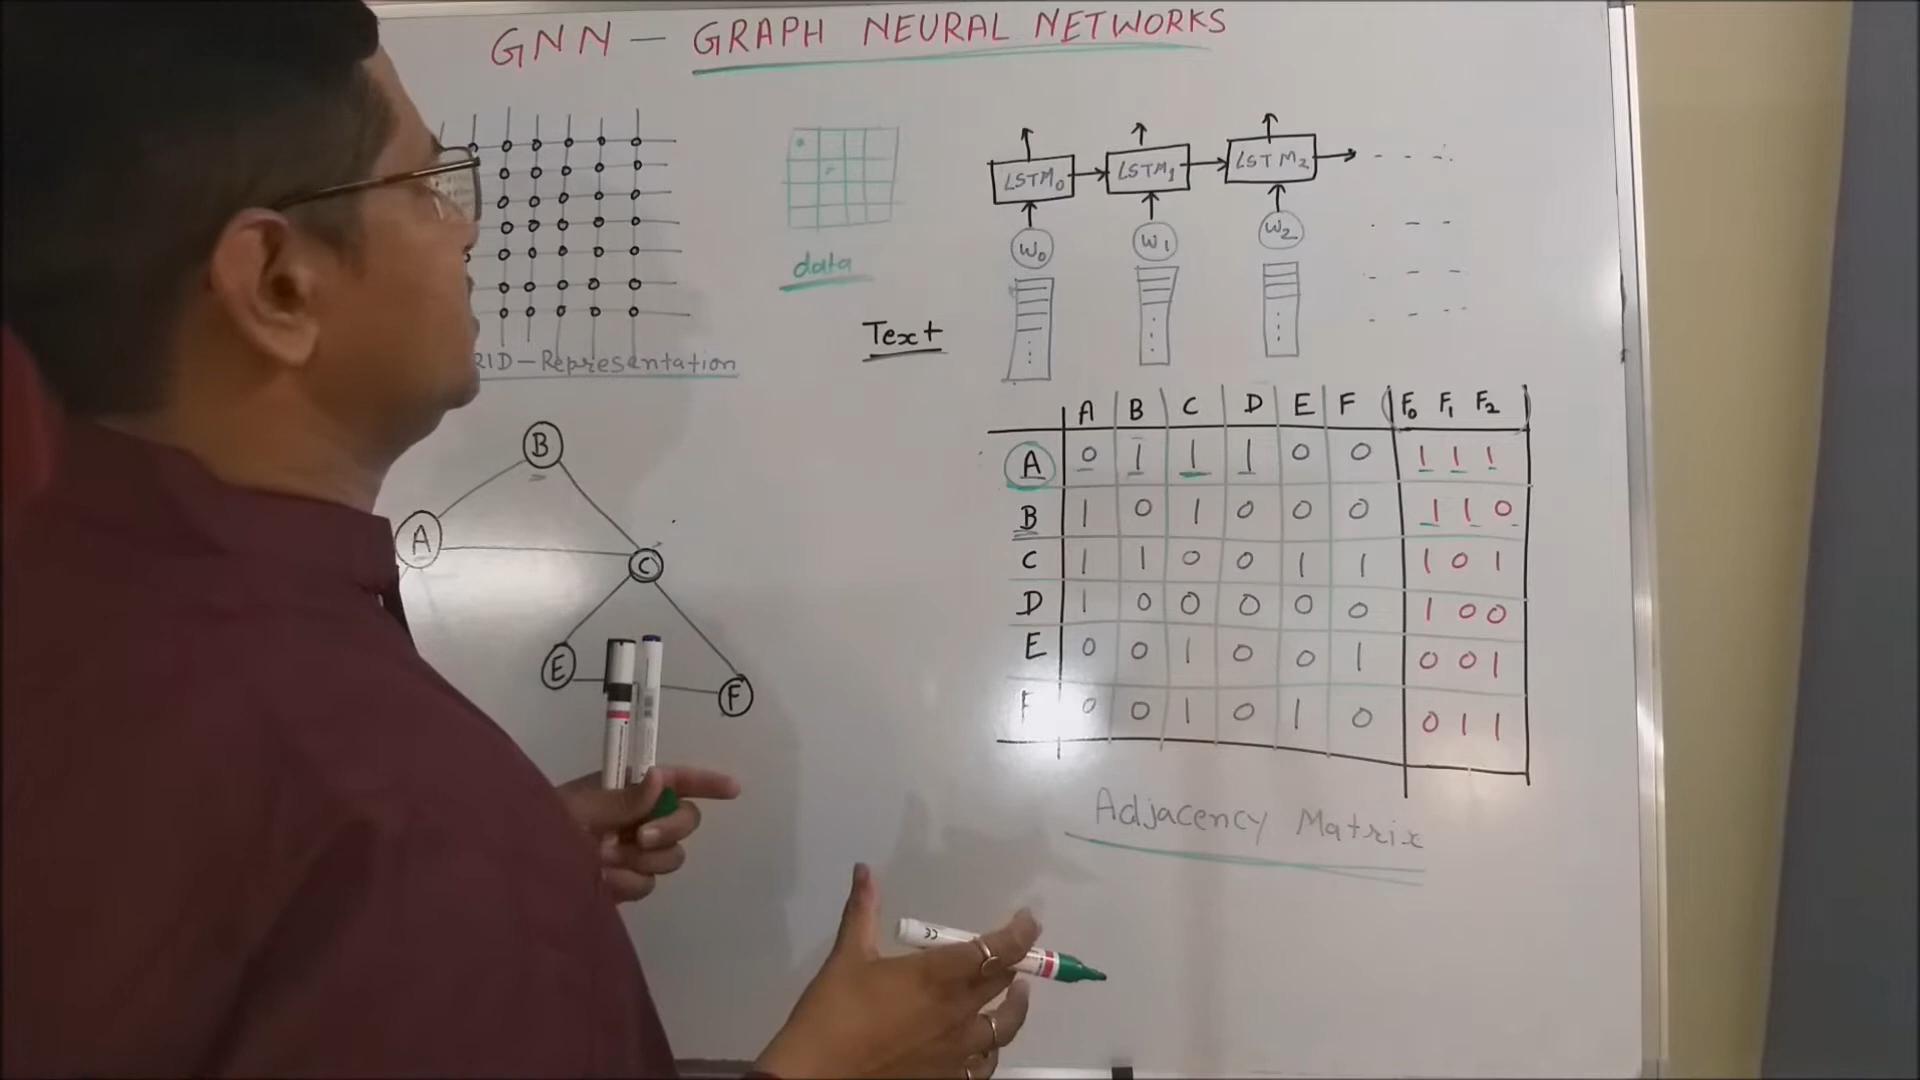 GNN — GRAPH NEURAL NETWORKS
LSTM0 LSTM1 LSTM2
W0 W1 W2
data
Text
RID-Representation
B
A
C
E
F
A B C D E F F0 F1 F2
A 0 1 1 1 0 0 1 1 1
B 1 0 1 0 0 0 1 1 0
C 1 1 0 0 1 1 1 0 1
D 1 0 0 0 0 0 1 0 0
E 0 0 1 0 0 1 0 0 1
F 0 0 1 0 1 0 0 1 1
Adjacency Matrix